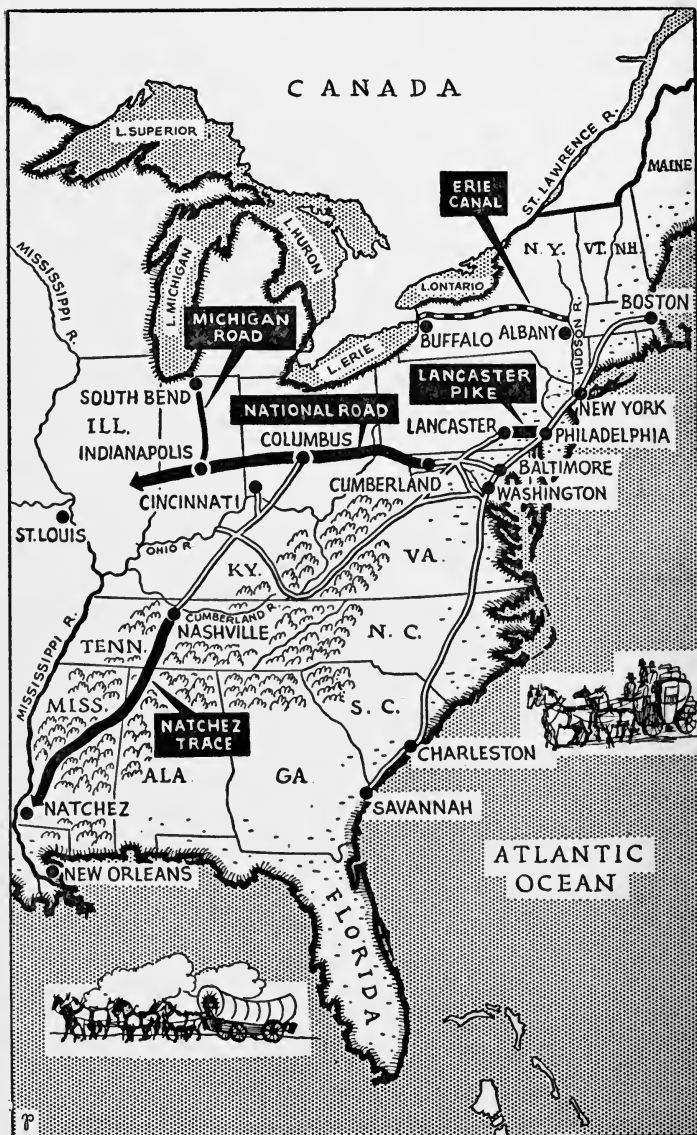 CANADA
L. SUPERIOR
ST. LAWRENCE R.
MAINE
ERIE
CANAL
MISSISSIPPI R.
L. MICHIGAN
L. HURON
N. Y.
VT.
N.H.
L. ONTARIO
HUDSON R.
BOSTON
MICHIGAN
ROAD
BUFFALO
ALBANY
L. ERIE
LANCASTER
PIKE
SOUTH BEND
NATIONAL ROAD
NEW YORK
ILL.
COLUMBUS
LANCASTER
PHILADELPHIA
INDIANAPOLIS
BALTIMORE
CINCINNATI
CUMBERLAND
WASHINGTON
ST. LOUIS
OHIO R.
VA.
KY.
CUMBERLAND R.
NASHVILLE
N. C.
TENN.
MISSISSIPPI R.
MISS.
S. C.
NATCHEZ
TRACE
CHARLESTON
ALA
GA
NATCHEZ
SAVANNAH
NEW ORLEANS
ATLANTIC
OCEAN
FLORIDA